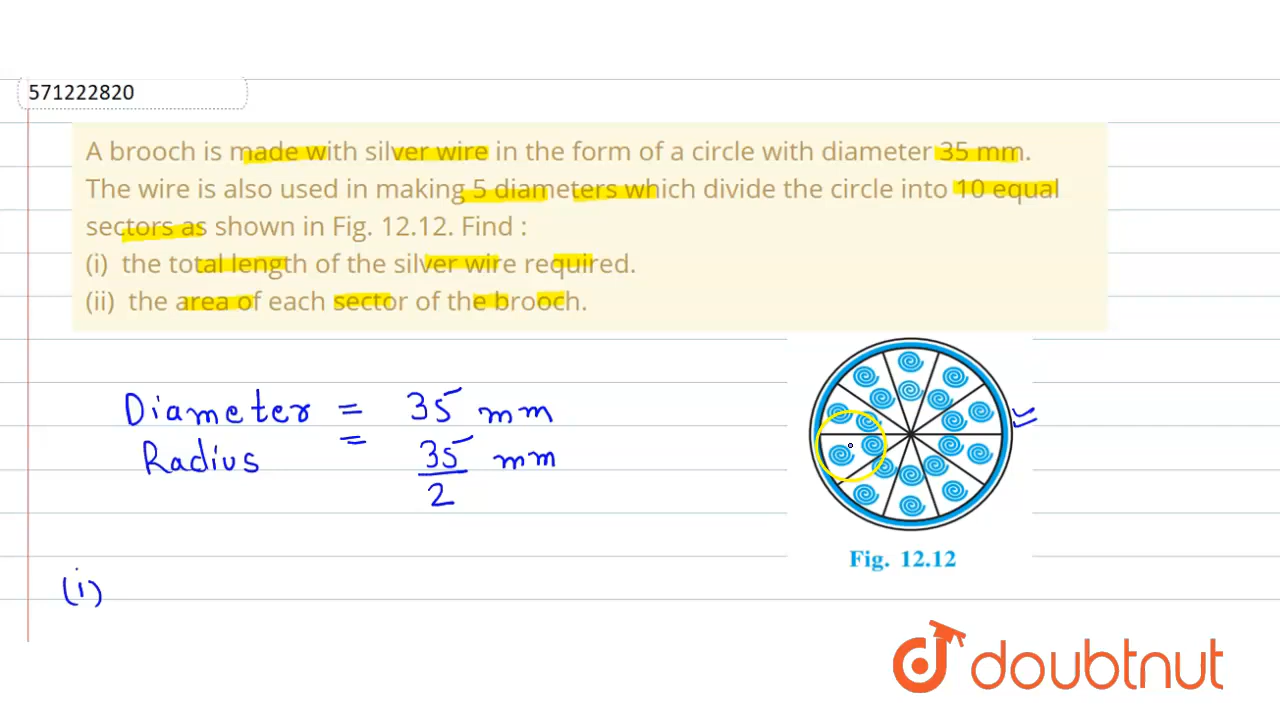 571222820
A brooch is made with silver wire in the form of a circle with diameter 35 mm.
The wire is also used in making 5 diameters which divide the circle into 10 equal
sectors as shown in Fig. 12.12. Find :
(i) the total length of the silver wire required.
(ii) the area of each sector of the brooch.
Diameter = 35 mm
Radius = 35/2 mm
Fig. 12.12
(i)
doubtnut